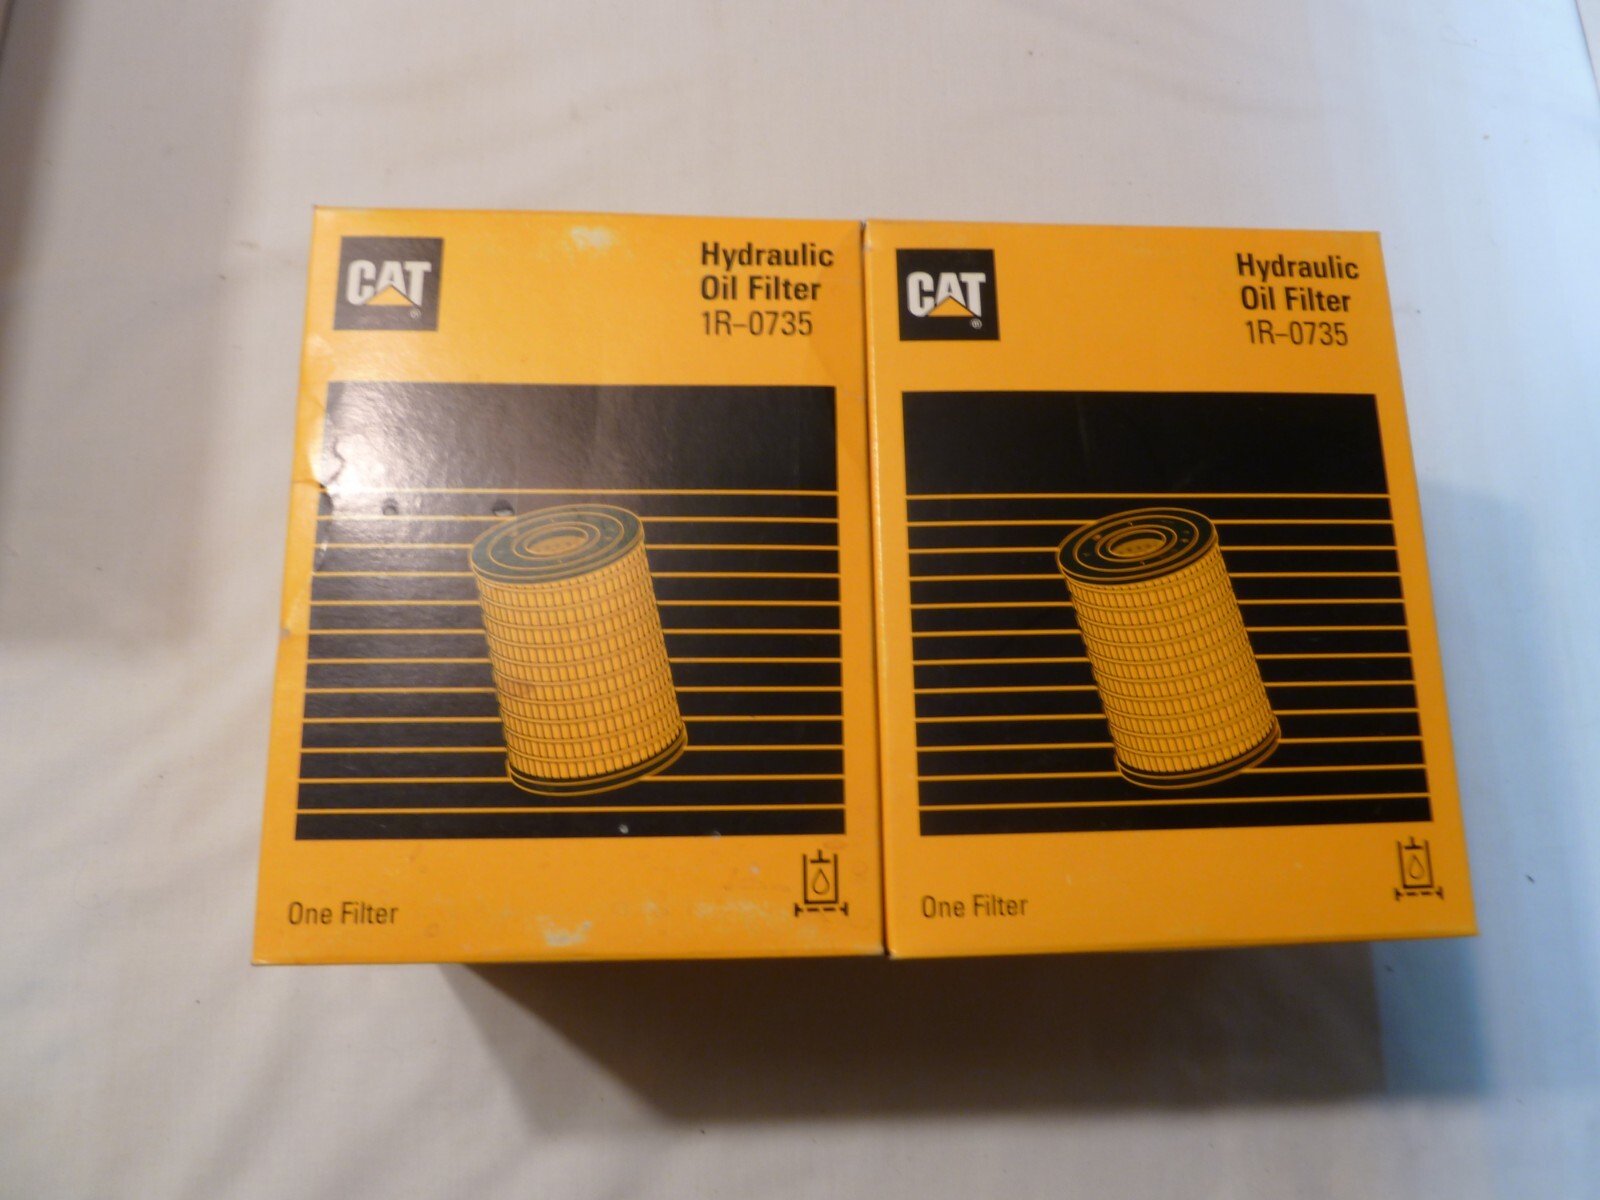 CAT
®
Hydraulic
Oil Filter
1R-0735
One Filter
CAT
®
Hydraulic
Oil Filter
1R-0735
One Filter